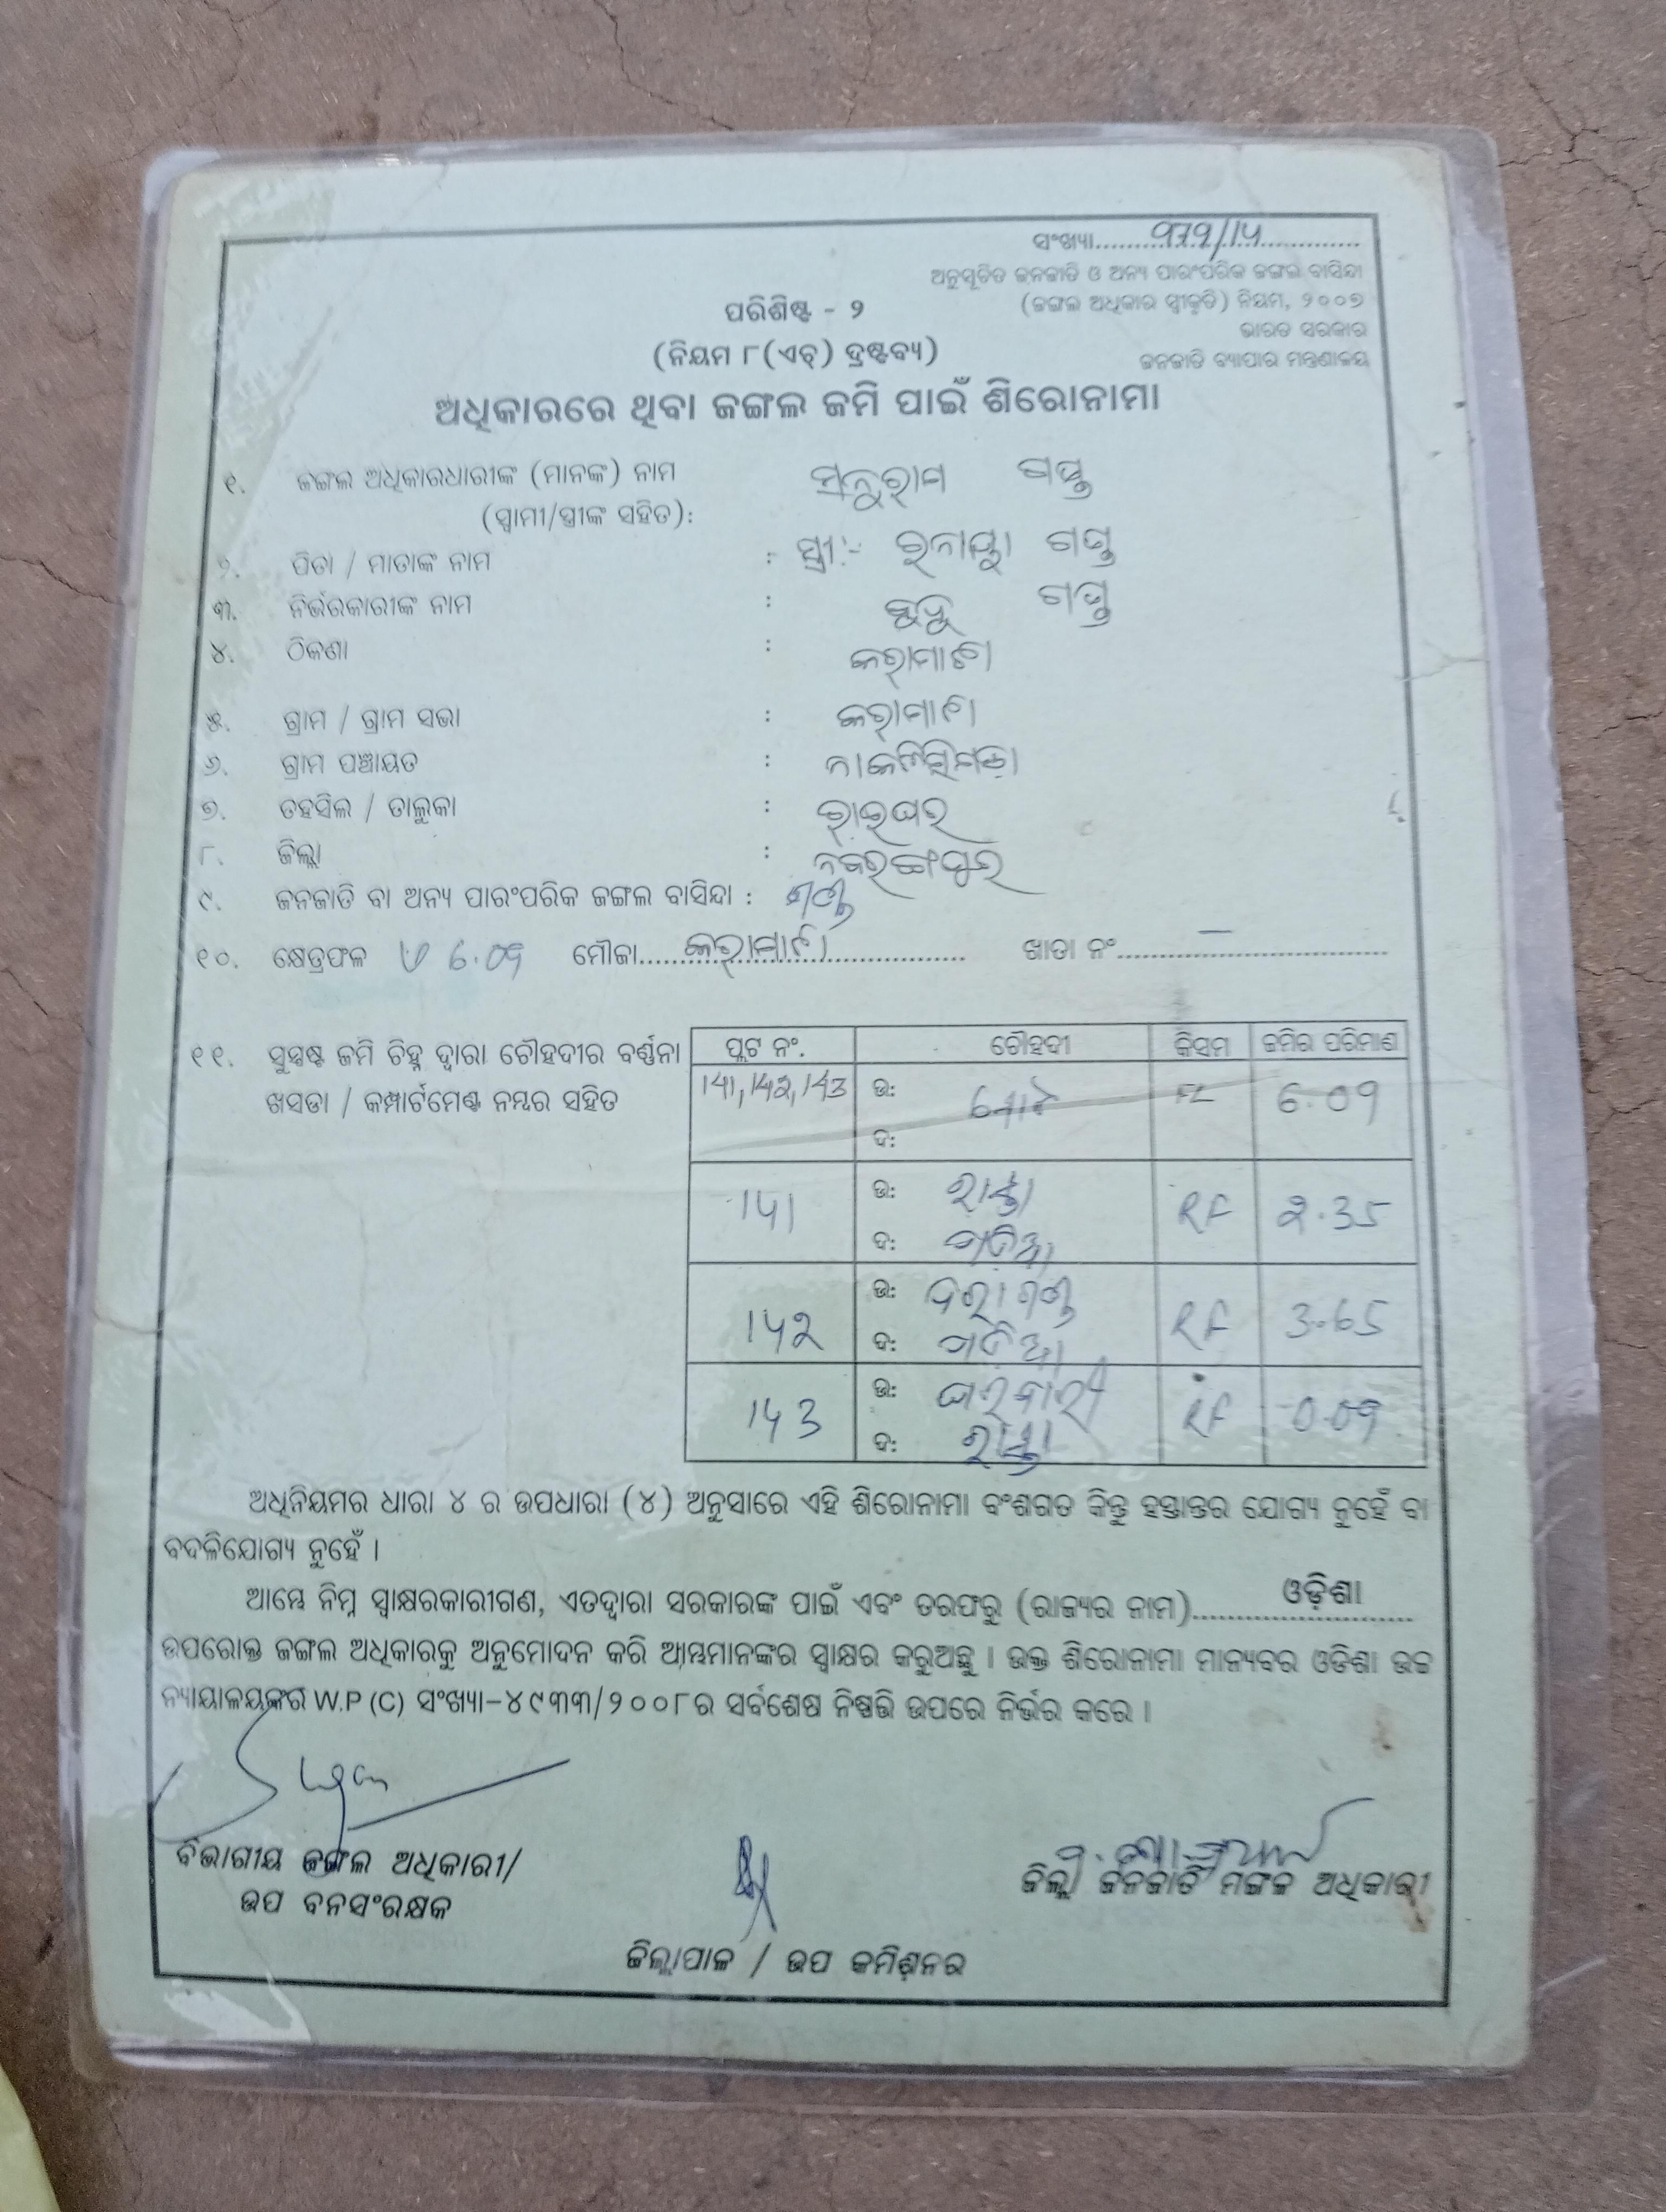 ସଂଖ୍ୟା....................
ଅନୁସୂଚିତ ଜନଜାତି ଓ ଅନ୍ୟ ପାରଂପରିକ ଜଙ୍ଗଲ ବାସିନ୍ଦା
(ଜଙ୍ଗଲ ଅଧିକାର ସ୍ୱୀକୃତି) ନିୟମ, ୨୦୦୭
ଭାରତ ସରକାର
ଜନଜାତି ବ୍ୟାପାର ମନ୍ତ୍ରଣାଳୟ
ପରିଶିଷ୍ଟ - ୨
(ନିୟମ ୮(ଏଚ୍) ଦ୍ରଷ୍ଟବ୍ୟ)
ଅଧିକାରରେ ଥିବା ଜଙ୍ଗଲ ଜମି ପାଇଁ ଶିରୋନାମା
୧. ଜଙ୍ଗଲ ଅଧିକାରଧାରୀଙ୍କ (ମାନଙ୍କ) ନାମ
(ସ୍ୱାମୀ/ସ୍ତ୍ରୀଙ୍କ ସହିତ):
୨. ପିତା / ମାତାଙ୍କ ନାମ : ସ୍ତ୍ରୀ:-
୩. ନିର୍ଭରକାରୀଙ୍କ ନାମ :
୪. ଠିକଣା :
୫. ଗ୍ରାମ / ଗ୍ରାମ ସଭା :
୬. ଗ୍ରାମ ପଞ୍ଚାୟତ :
୭. ତହସିଲ / ତାଲୁକା : ରାଇଘର
୮. ଜିଲ୍ଲା : ନବରଙ୍ଗପୁର
୯. ଜନଜାତି ବା ଅନ୍ୟ ପାରଂପରିକ ଜଙ୍ଗଲ ବାସିନ୍ଦା : ଗଣ୍ଡ
୧୦. କ୍ଷେତ୍ରଫଳ 6.09 ମୌଜା.................... ଖାତା ନଂ.................... –
୧୧. ସୁସ୍ପଷ୍ଟ ଜମି ଚିହ୍ନ ଦ୍ୱାରା ଚୌହଦୀର ବର୍ଣ୍ଣନା
ଖସଡା / କମ୍ପାର୍ଟମେଣ୍ଟ ନମ୍ବର ସହିତ
ପ୍ଲଟ ନଂ. ଚୌହଦୀ କିସମ ଜମିର ପରିମାଣ
141, 142, 143 ଉ: 6.09
ଦ:
141 ଉ: ରାସ୍ତା RF 2.35
ଦ: ପାଡିଆ
142 ଉ: RF 3.65
ଦ: ପାଡିଆ
143 ଉ: ଘରବାରୀ RF 0.09
ଦ: ରାସ୍ତା
ଅଧିନିୟମର ଧାରା ୪ ର ଉପଧାରା (୪) ଅନୁସାରେ ଏହି ଶିରୋନାମା ବଂଶଗତ କିନ୍ତୁ ହସ୍ତାନ୍ତର ଯୋଗ୍ୟ ନୁହେଁ ବା
ବଦଳିଯୋଗ୍ୟ ନୁହେଁ ।
ଆମ୍ଭେ ନିମ୍ନ ସ୍ୱାକ୍ଷରକାରୀଗଣ, ଏତଦ୍ୱାରା ସରକାରଙ୍କ ପାଇଁ ଏବଂ ତରଫରୁ (ରାଜ୍ୟର ନାମ)....................ଓଡ଼ିଶା
ଉପରୋକ୍ତ ଜଙ୍ଗଲ ଅଧିକାରକୁ ଅନୁମୋଦନ କରି ଆମ୍ଭମାନଙ୍କର ସ୍ୱାକ୍ଷର କରୁଅଛୁ । ଉକ୍ତ ଶିରୋନାମା ମାନ୍ୟବର ଓଡିଶା ଉଚ୍ଚ
ନ୍ୟାୟାଳୟଙ୍କର W.P (C) ସଂଖ୍ୟା-୪୯୩୩/୨୦୦୮ର ସର୍ବଶେଷ ନିଷ୍ପତ୍ତି ଉପରେ ନିର୍ଭର କରେ ।
ବିଭାଗୀୟ ଜଙ୍ଗଲ ଅଧିକାରୀ/
ଉପ ବନସଂରକ୍ଷକ
ଜିଲ୍ଲା ଜନଜାତି ମଙ୍ଗଳ ଅଧିକାରୀ
ଜିଲ୍ଲାପାଳ / ଉପ କମିଶ୍ନର